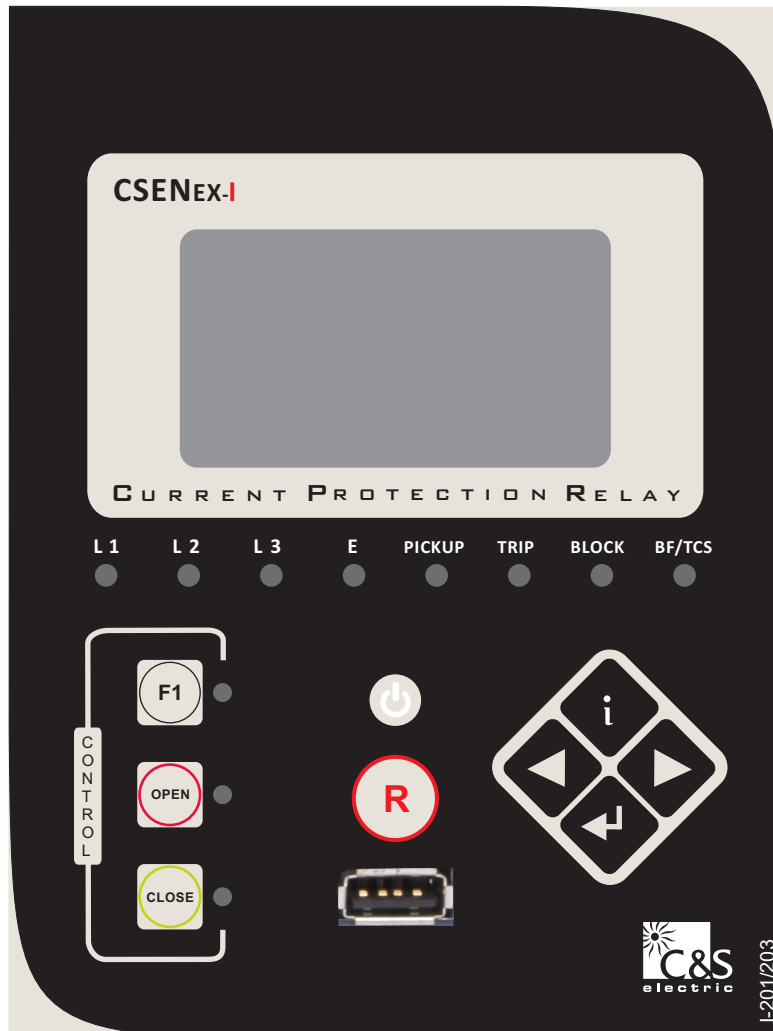 CSENEX-I
CURRENT PROTECTION RELAY
L 1 L 2 L 3 E PICKUP TRIP BLOCK BF/TCS
F1
i
CONTROL
OPEN
R
CLOSE
C&S
electric
I-201/203